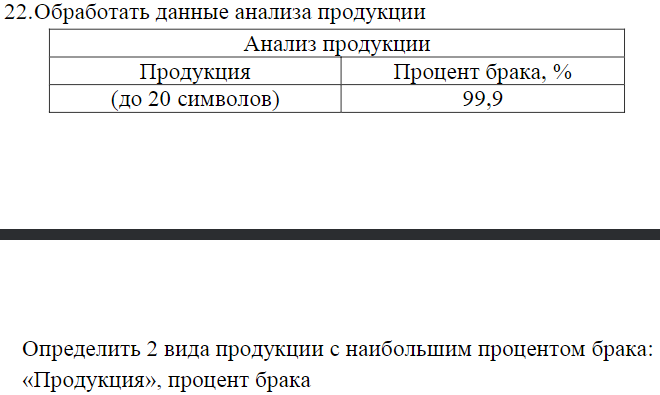 22.Обработать данные анализа продукции
Анализ продукции
Продукция Процент брака, %
(до 20 символов) 99,9
Определить 2 вида продукции с наибольшим процентом брака:
«Продукция», процент брака